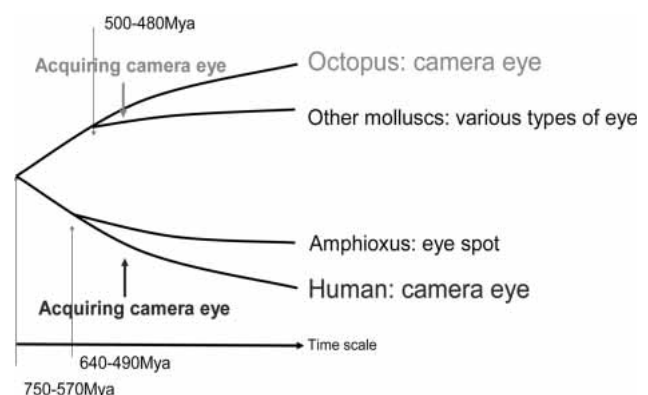 500-480Mya
Acquiring camera eye
Octopus: camera eye
Other molluscs: various types of eye
Amphioxus: eye spot
Human: camera eye
Acquiring camera eye
Time scale
640-490Mya
750-570Mya